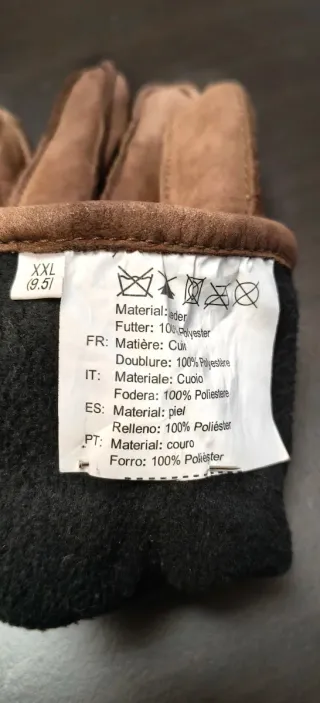 XXL
(9.5)
Material: Leder
Futter: 100% Polyester
FR: Matière: Cuir
Doublure: 100% Polyestere
IT: Materiale: Cuoio
Fodera: 100% Poliestere
ES: Material: piel
Relleno: 100% Poliéster
PT: Material: couro
Forro: 100% Poliéster